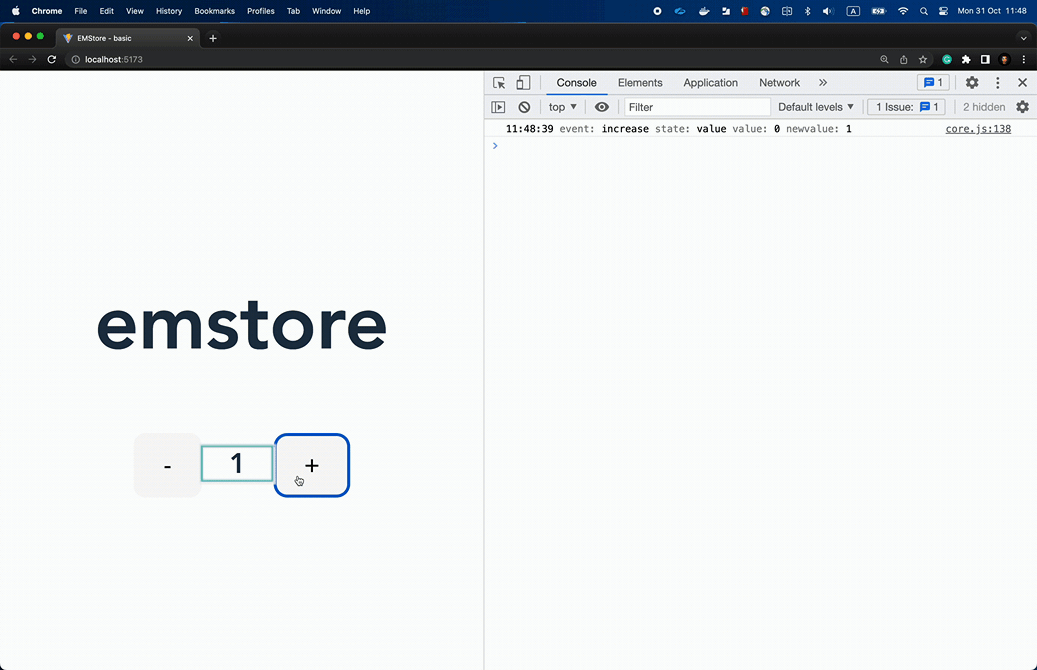 Chrome File Edit View History Bookmarks Profiles Tab Window Help A Mon 31 Oct 11:48
EMStore - basic
localhost:5173
Console Elements Application Network 1
top Filter Default levels 1 Issue: 1 2 hidden
11:48:39 event: increase state: value value: 0 newvalue: 1 core.js:138
emstore
- 1 +